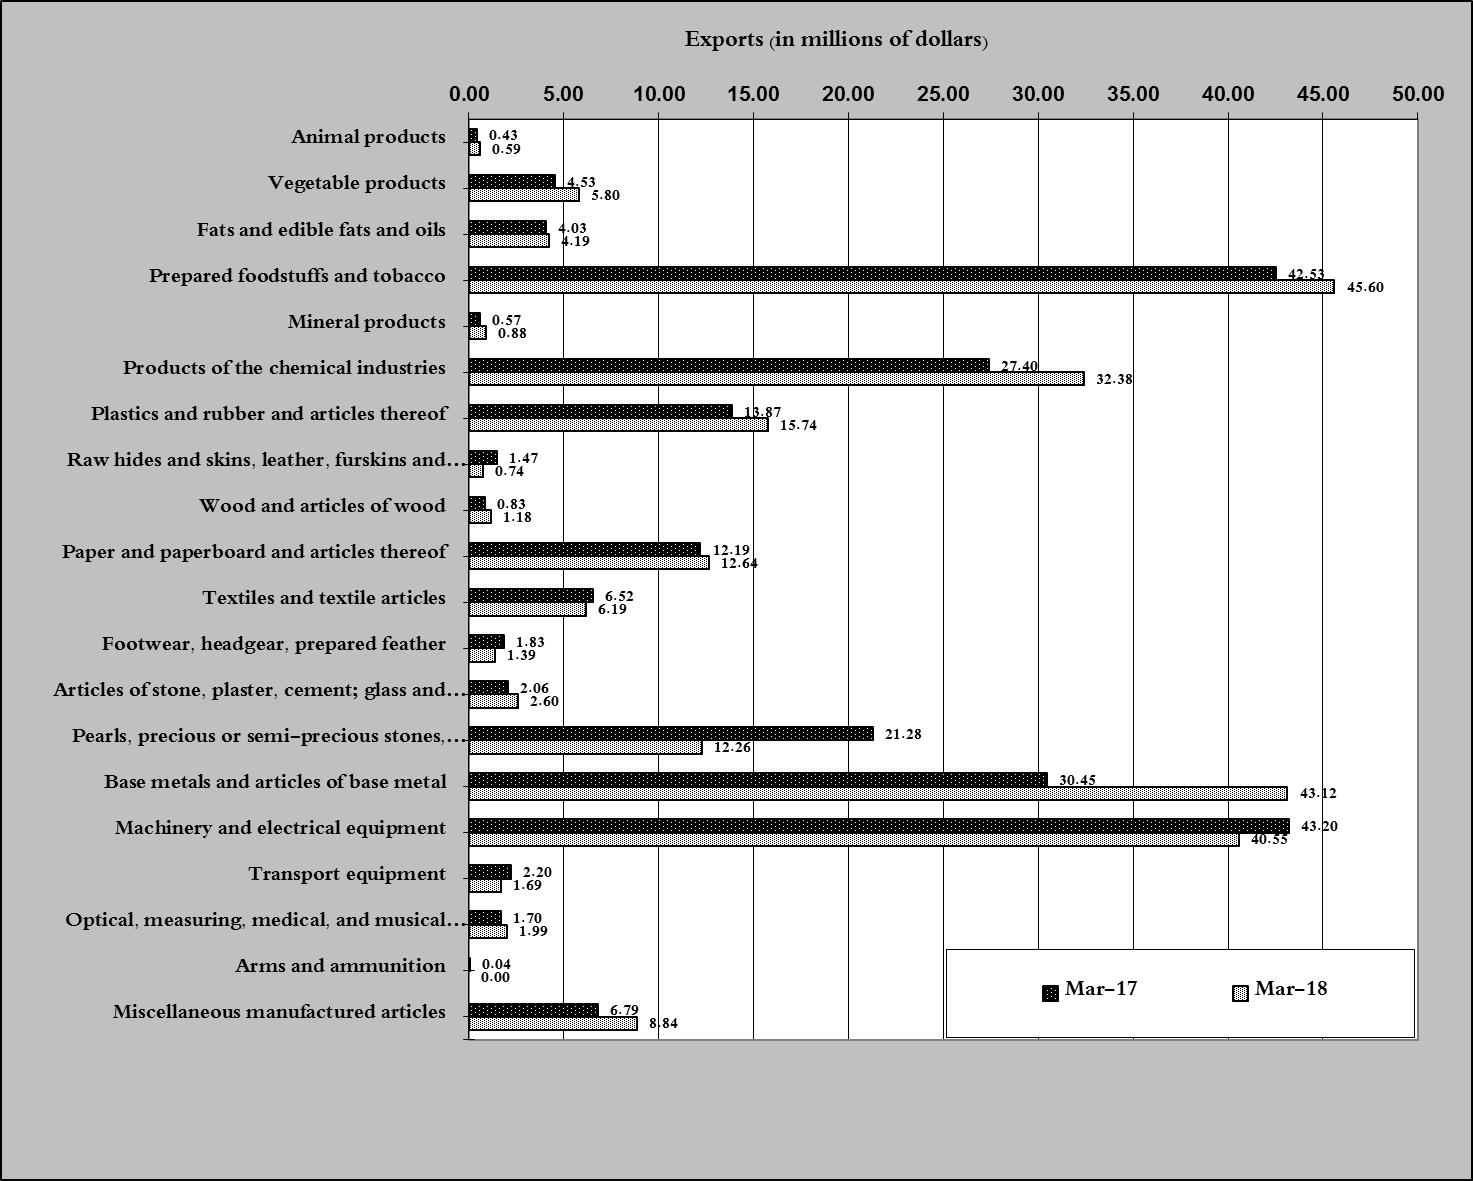 Exports (in millions of dollars)
0.00 5.00 10.00 15.00 20.00 25.00 30.00 35.00 40.00 45.00 50.00
Animal products 0.43
0.59
Vegetable products 4.53
5.80
Fats and edible fats and oils 4.03
4.19
Prepared foodstuffs and tobacco 42.53
45.60
Mineral products 0.57
0.88
Products of the chemical industries 27.40
32.38
Plastics and rubber and articles thereof 13.87
15.74
Raw hides and skins, leather, furskins and… 1.47
0.74
Wood and articles of wood 0.83
1.18
Paper and paperboard and articles thereof 12.19
12.64
Textiles and textile articles 6.52
6.19
Footwear, headgear, prepared feather 1.83
1.39
Articles of stone, plaster, cement; glass and… 2.06
2.60
Pearls, precious or semi-precious stones,… 21.28
12.26
Base metals and articles of base metal 30.45
43.12
Machinery and electrical equipment 43.20
40.55
Transport equipment 2.20
1.69
Optical, measuring, medical, and musical… 1.70
1.99
Arms and ammunition 0.04
0.00
Miscellaneous manufactured articles 6.79
8.84
Mar-17 Mar-18